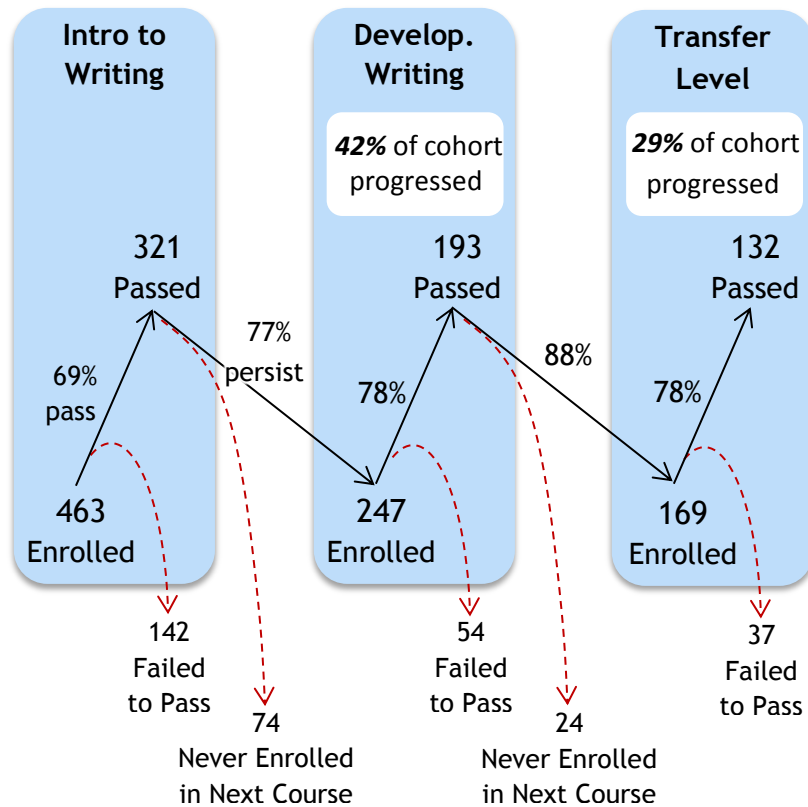 Intro to
Writing
321
Passed
69%
pass
463
Enrolled
142
Failed
to Pass
77%
persist
74
Never Enrolled
in Next Course
Develop.
Writing
42% of cohort
progressed
193
Passed
78%
247
Enrolled
54
Failed
to Pass
88%
24
Never Enrolled
in Next Course
Transfer
Level
29% of cohort
progressed
132
Passed
78%
169
Enrolled
37
Failed
to Pass